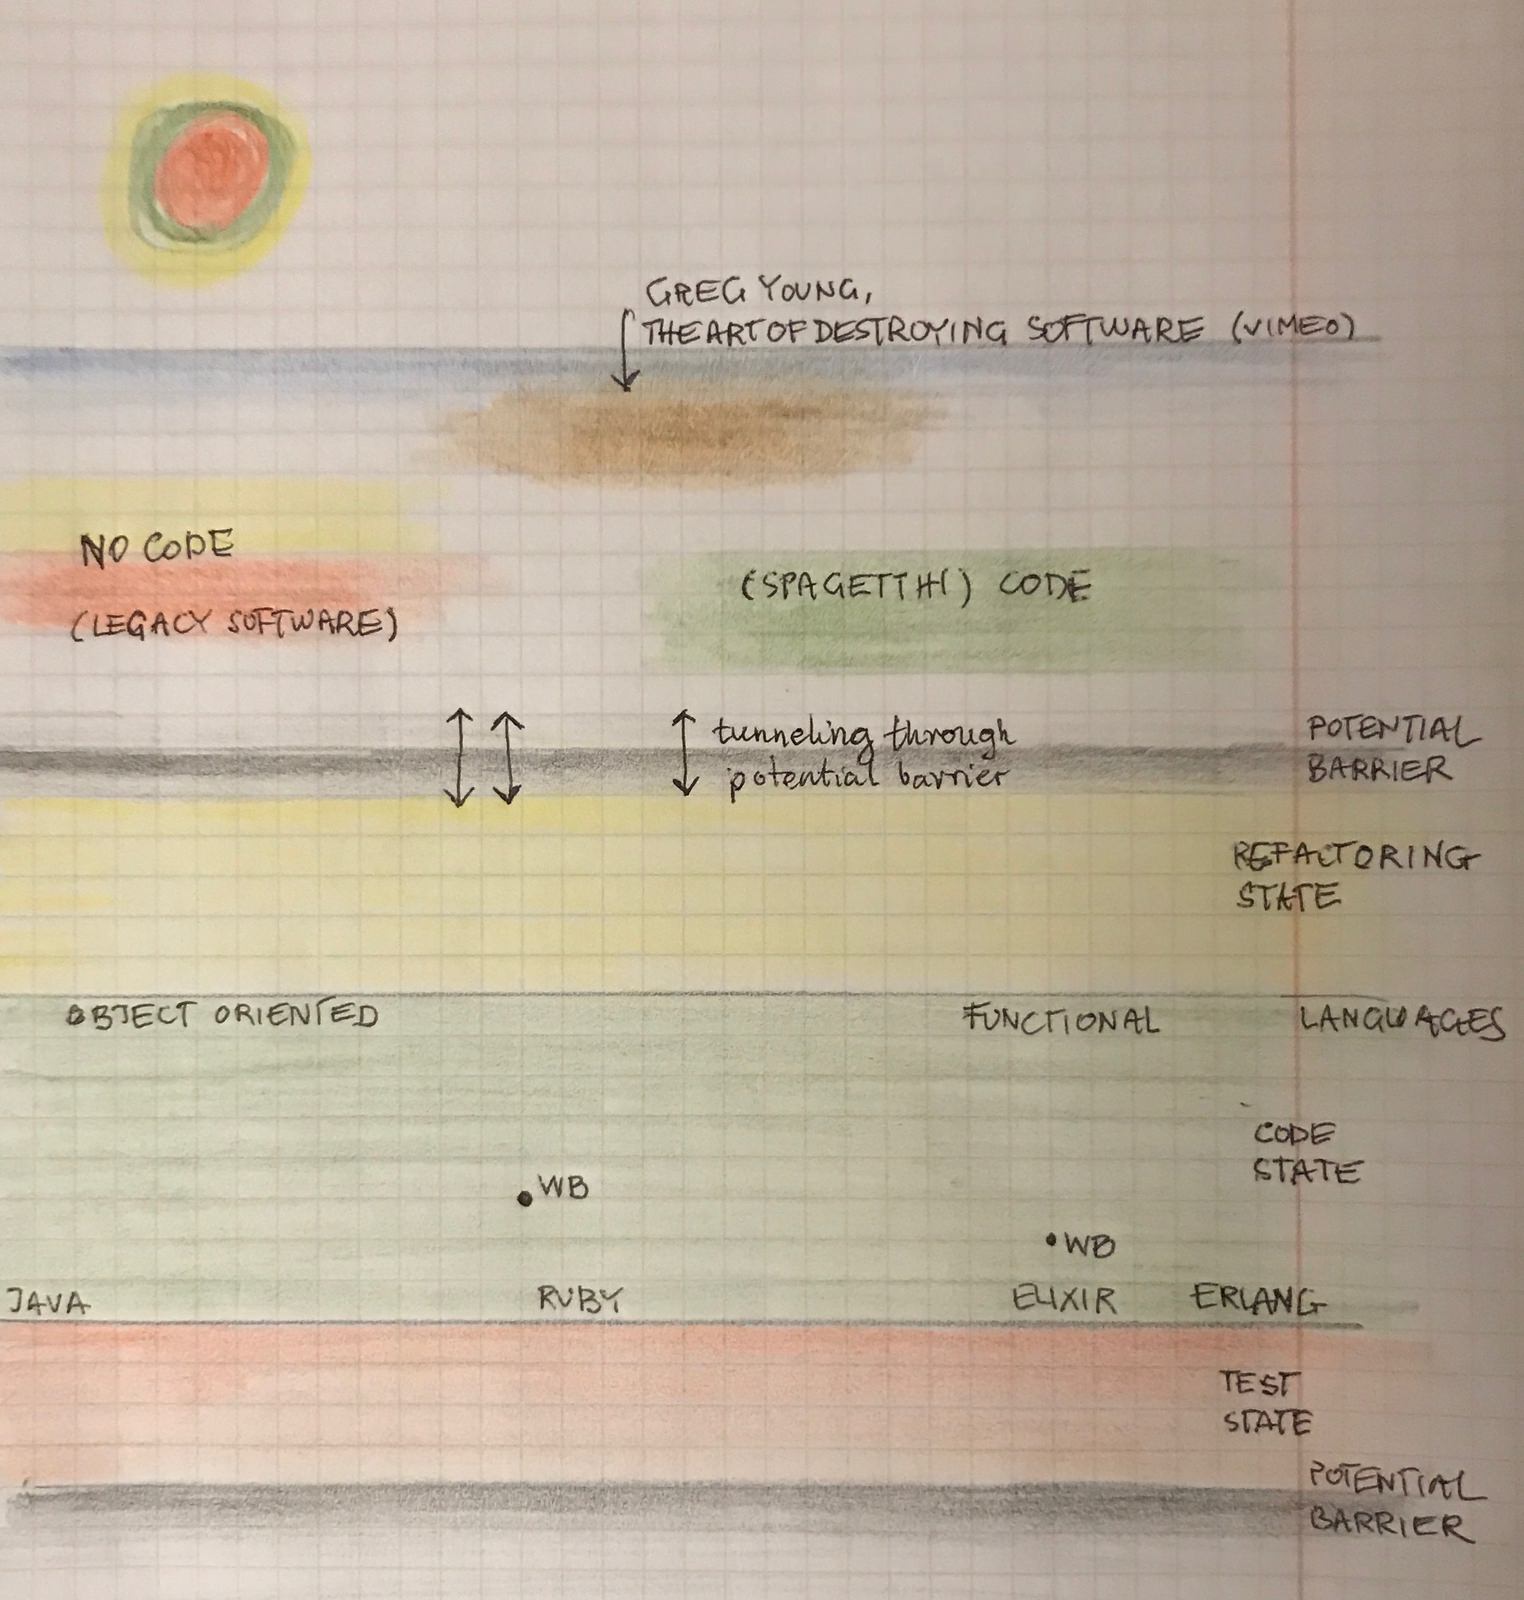 GREG YOUNG,
THE ART OF DESTROYING SOFTWARE (VIMEO)
NO CODE
(LEGACY SOFTWARE)
(SPAGETTHI) CODE
tunneling through
potential barrier
POTENTIAL
BARRIER
REFACTORING
STATE
OBJECT ORIENTED
FUNCTIONAL
LANGUAGES
CODE
STATE
WB
WB
JAVA
RUBY
ELIXIR
ERLANG
TEST
STATE
POTENTIAL
BARRIER